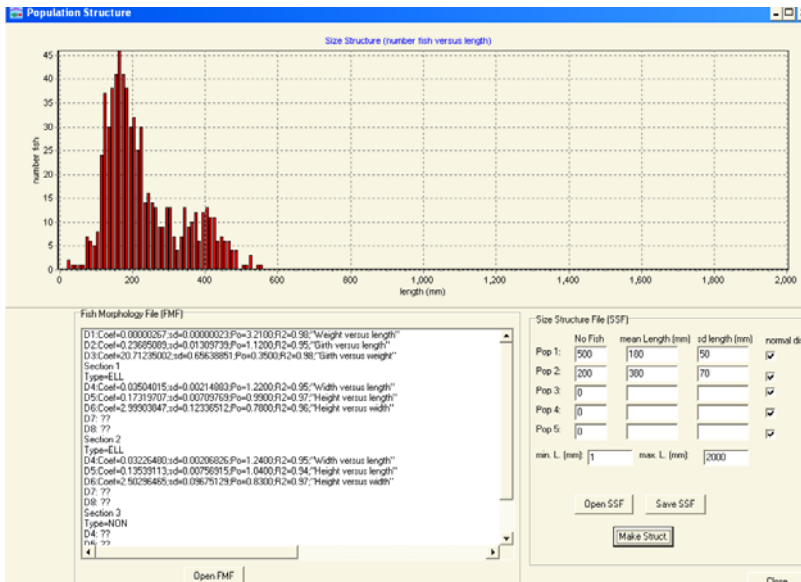 Population Structure
Size Structure (number fish versus length)
45
40
35
30
25
20
15
10
5
0
number fish
0 200 400 600 800 1,000 1,200 1,400 1,600 1,800 2,000
length (mm)
Fish Morphology File (FMF)
D1:Coef=0.00000267;sd=0.00000023;Po=3.2100;R2=0.98;"Weight versus length"
D2:Coef=0.23685089;sd=0.01309739;Po=1.1200;R2=0.95;"Girth versus length"
D3:Coef=20.71235002;sd=0.65638851;Po=0.3500;R2=0.98;"Girth versus weight"
Section 1
Type=ELL
D4:Coef=0.03504015;sd=0.00214883;Po=1.2200;R2=0.95;"Width versus length"
D5:Coef=0.17319707;sd=0.00709769;Po=0.9900;R2=0.97;"Height versus length"
D6:Coef=2.99903847;sd=0.12336512;Po=0.7800;R2=0.96;"Height versus width"
D7: ??
D8: ??
Section 2
Type=ELL
D4:Coef=0.03226480;sd=0.00206826;Po=1.2400;R2=0.95;"Width versus length"
D5:Coef=0.13539113;sd=0.00756915;Po=1.0400;R2=0.94;"Height versus length"
D6:Coef=2.50296465;sd=0.09675129;Po=0.8300;R2=0.97;"Height versus width"
D7: ??
D8: ??
Section 3
Type=NON
D4: ??
D5: ??
Open FMF
Size Structure File (SSF)
No Fish mean Length (mm) sd length (mm) normal di
Pop 1: 500 180 50
Pop 2: 200 380 70
Pop 3: 0
Pop 4: 0
Pop 5: 0
min. L. (mm): 1 max. L. (mm): 2000
Open SSF Save SSF
Make Struct.
Close